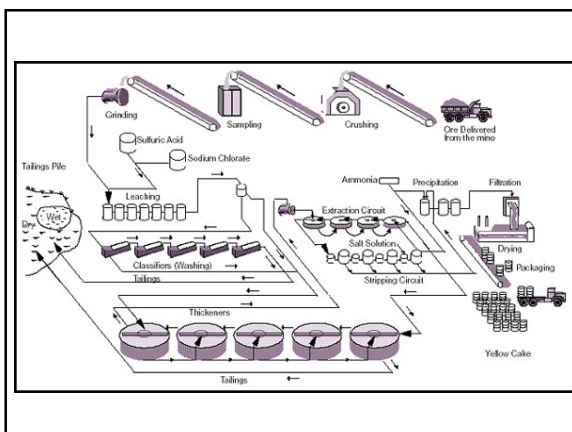 Grinding
Sampling
Crushing
Ore Delivered
from the mine
Sulfuric Acid
Sodium Chlorate
Tailings Pile
Leaching
Wet
Dry
Ammonia
Precipitation
Filtration
Extraction Circuit
Salt Solution
Stripping Circuit
Drying
Packaging
Classifiers (Washing)
Tailings
Thickeners
Yellow Cake
Tailings